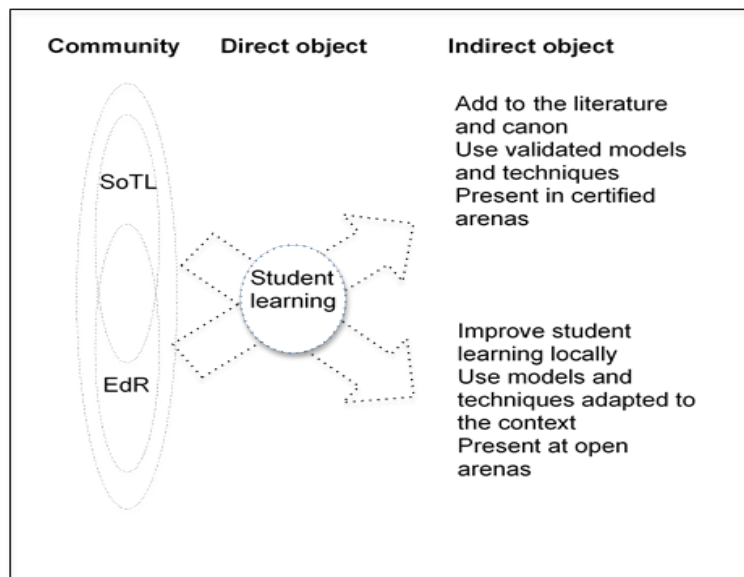 Community Direct object Indirect object
SoTL
EdR
Student
learning
Add to the literature
and canon
Use validated models
and techniques
Present in certified
arenas
Improve student
learning locally
Use models and
techniques adapted to
the context
Present at open
arenas